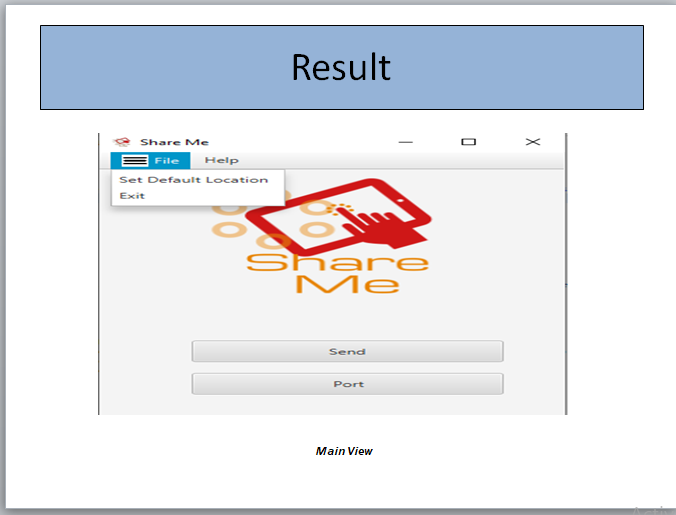 Result
Share Me
File Help
Set Default Location
Exit
Share
Me
Send
Port
Main View